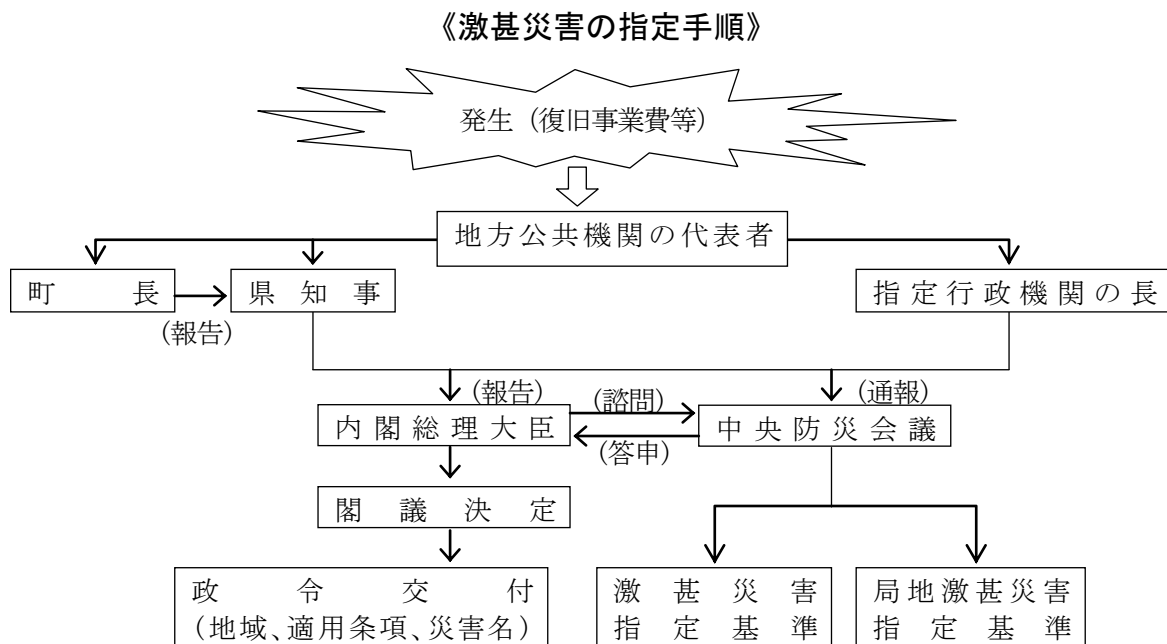 《激甚災害の指定手順》
発生（復旧事業費等）
地方公共機関の代表者
町長
県知事
指定行政機関の長
（報告）
（報告）
（諮問）
（通報）
内閣総理大臣
中央防災会議
（答申）
閣議決定
政令交付
（地域、適用条項、災害名）
激甚災害
指定基準
局地激甚災害
指定基準